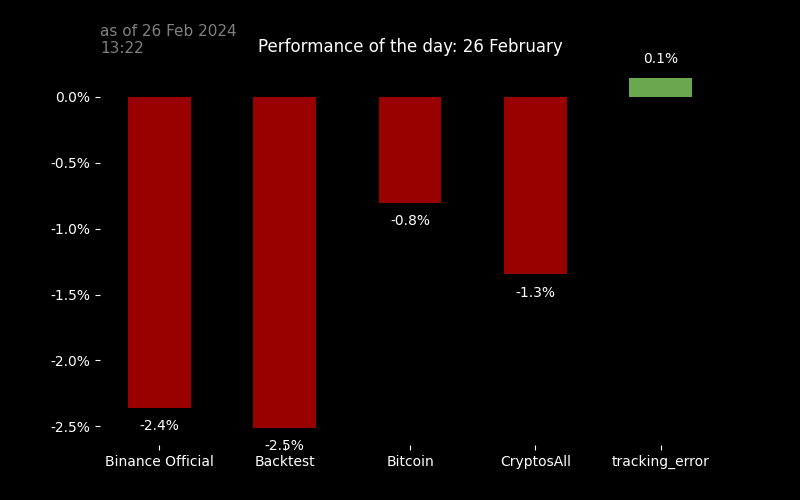 as of 26 Feb 2024
13:22
Performance of the day: 26 February
0.1%
0.0%
-0.5%
-1.0%
-1.5%
-2.0%
-2.5%
-0.8%
-1.3%
-2.4%
-2.5%
Binance Official
Backtest
Bitcoin
CryptosAll
tracking_error